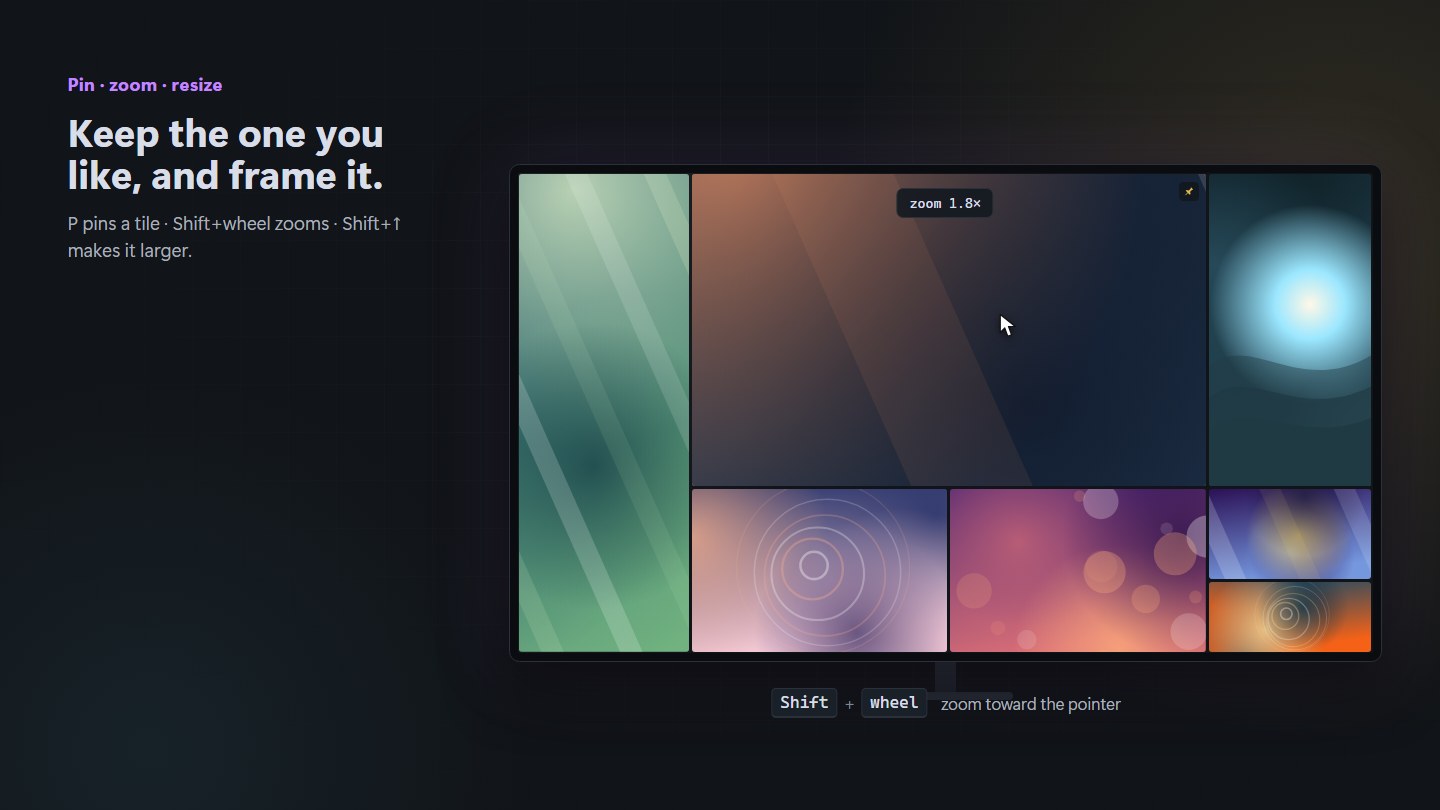 Pin · zoom · resize
Keep the one you
like, and frame it.
P pins a tile · Shift+wheel zooms · Shift+↑
makes it larger.
zoom 1.8×
Shift + wheel zoom toward the pointer